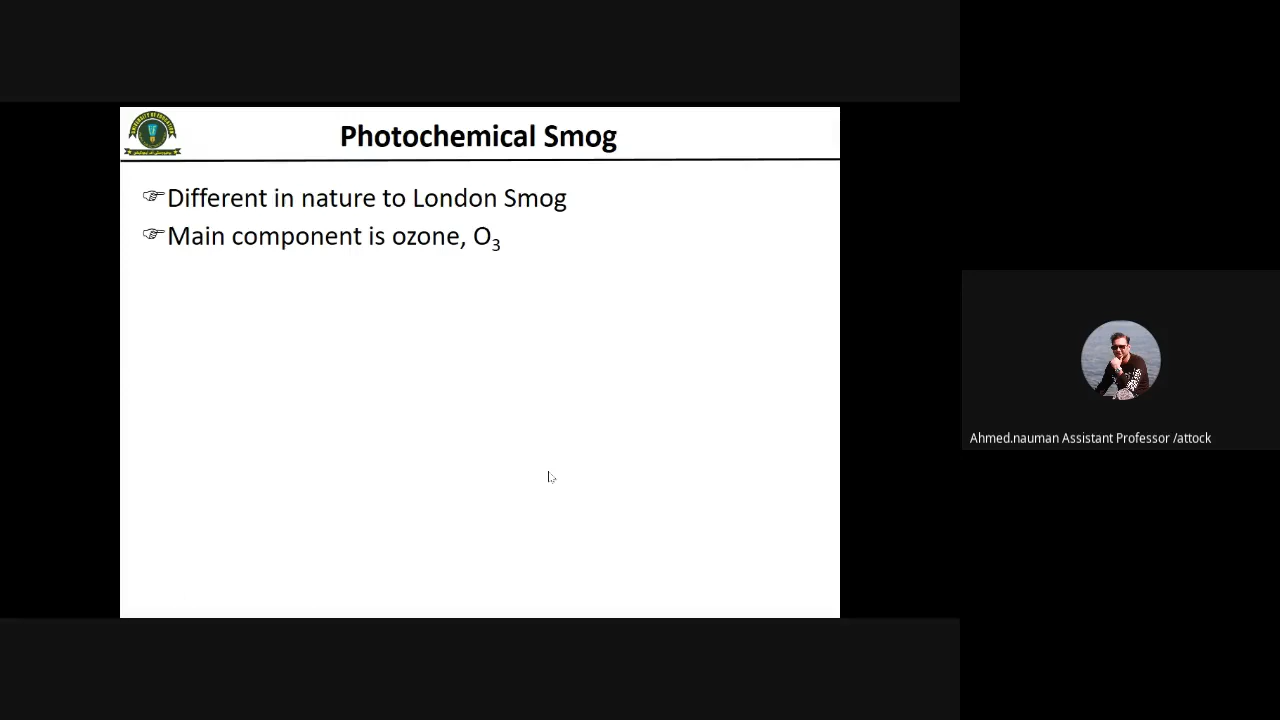 Photochemical Smog
Different in nature to London Smog
Main component is ozone, O₃
Ahmed.nauman Assistant Professor /attock